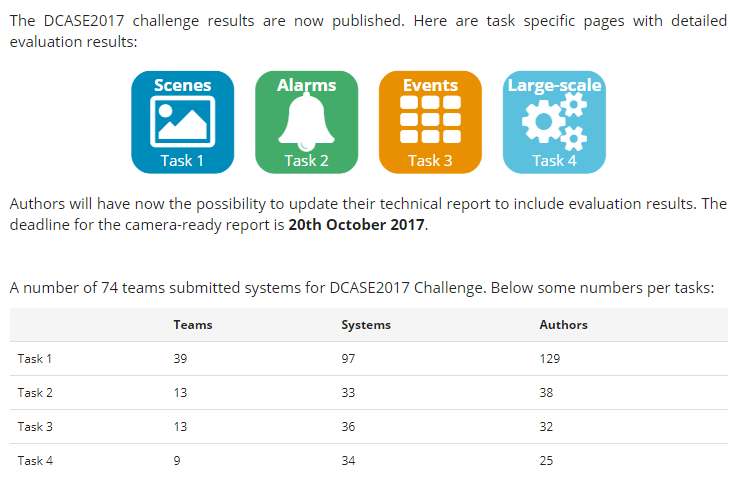 The DCASE2017 challenge results are now published. Here are task specific pages with detailed
evaluation results:
Scenes Alarms Events Large-scale
Task 1 Task 2 Task 3 Task 4
Authors will have now the possibility to update their technical report to include evaluation results. The
deadline for the camera-ready report is 20th October 2017.
A number of 74 teams submitted systems for DCASE2017 Challenge. Below some numbers per tasks:
Teams Systems Authors
Task 1 39 97 129
Task 2 13 33 38
Task 3 13 36 32
Task 4 9 34 25